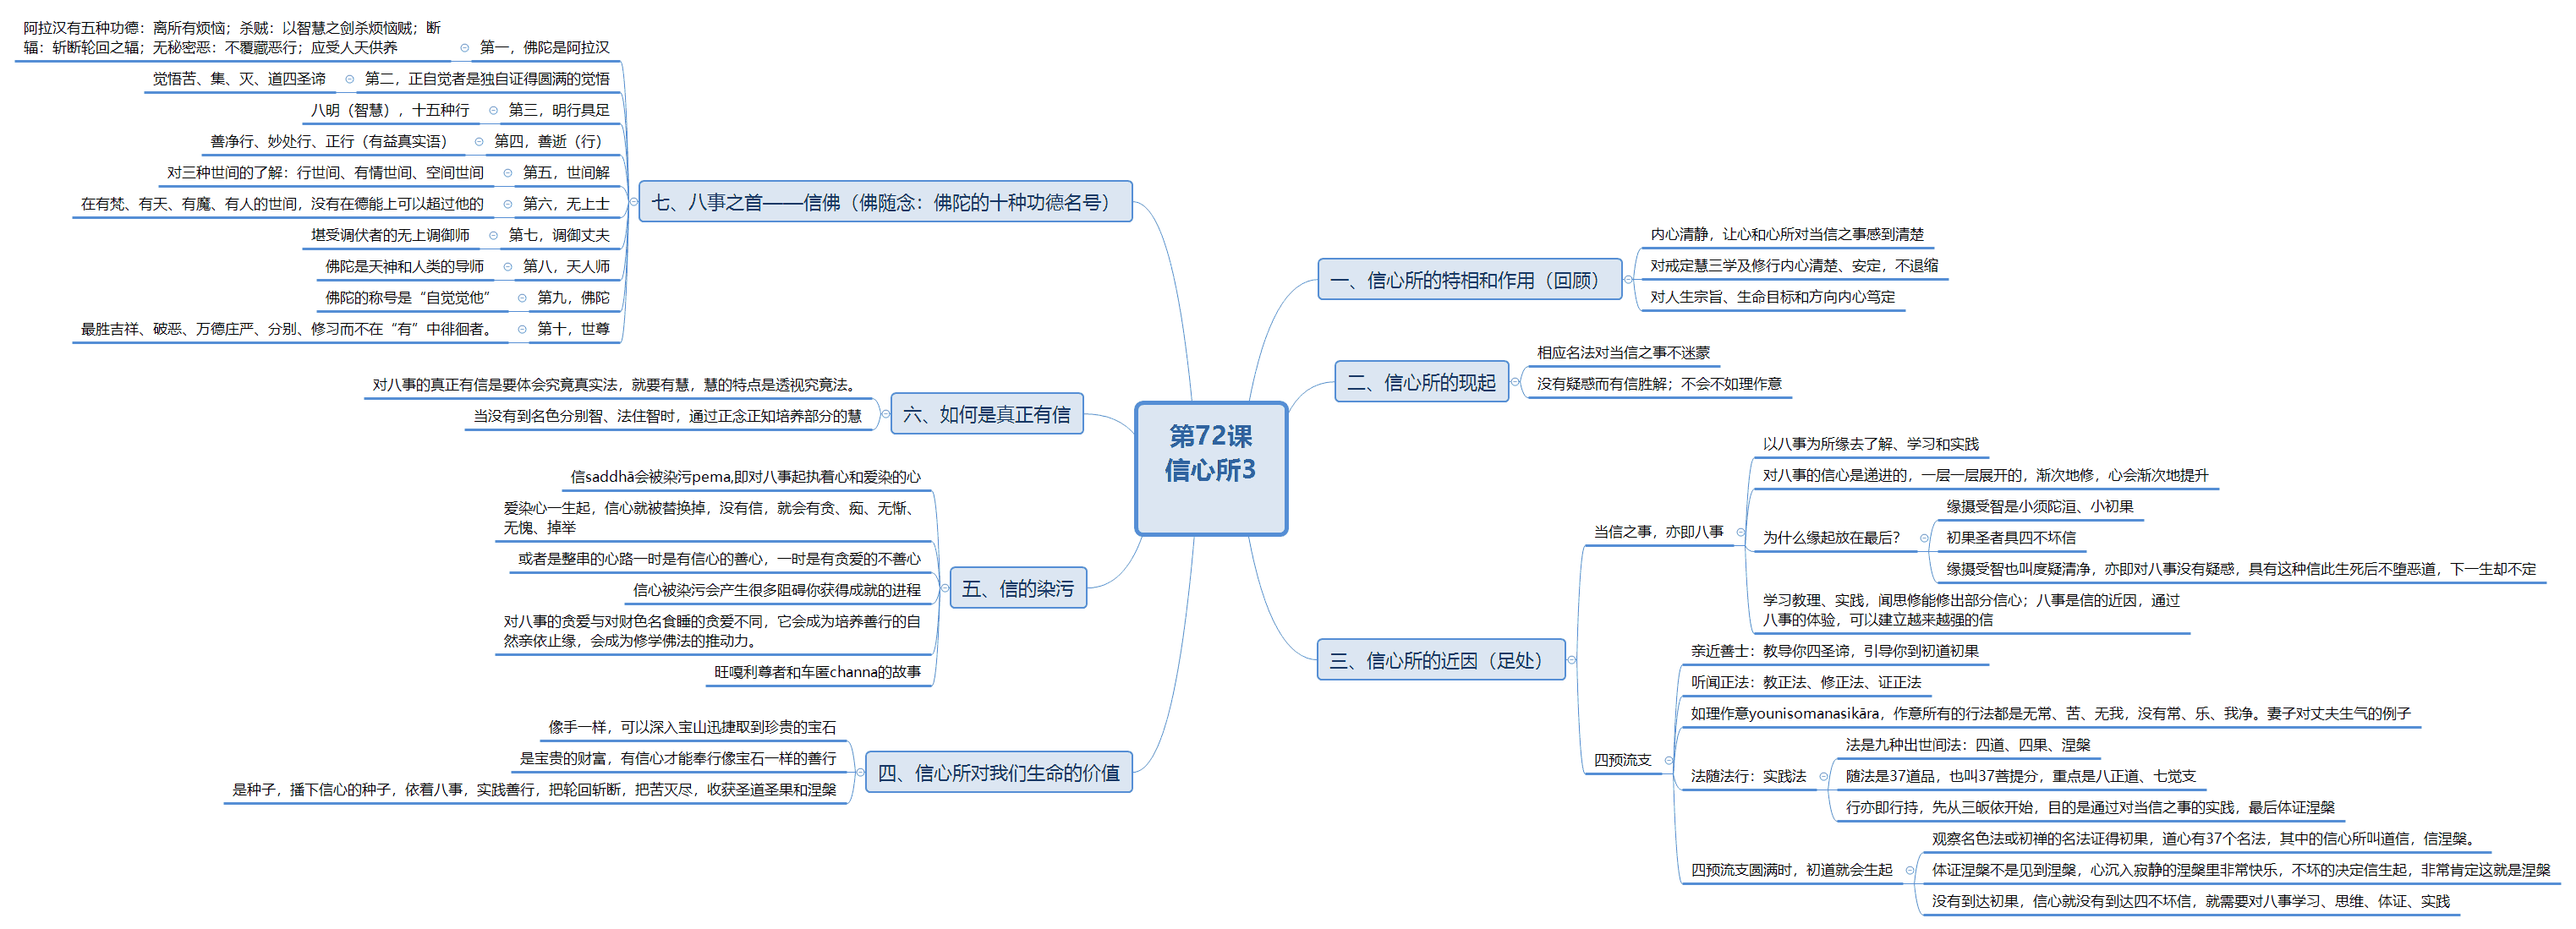 第72课
信心所3
一、信心所的特相和作用（回顾）
内心清静，让心和心所对当信之事感到清楚
对戒定慧三学及修行内心清楚、安定，不退缩
对人生宗旨、生命目标和方向内心笃定
二、信心所的现起
相应名法对当信之事不迷蒙
没有疑惑而有信胜解；不会不如理作意
三、信心所的近因（足处）
当信之事，亦即八事
以八事为所缘去了解、学习和实践
对八事的信心是递进的，一层一层展开的，渐次地修，心会渐次地提升
为什么缘起放在最后？
缘摄受智是小须陀洹、小初果
初果圣者具四不坏信
缘摄受智也叫度疑清净，亦即对八事没有疑惑，具有这种信此生死后不堕恶道，下一生却不定
学习教理、实践，闻思修能修出部分信心；八事是信的近因，通过
八事的体验，可以建立越来越强的信
四预流支
亲近善士：教导你四圣谛，引导你到初道初果
听闻正法：教正法、修正法、证正法
如理作意younisomanasikāra，作意所有的行法都是无常、苦、无我，没有常、乐、我净。妻子对丈夫生气的例子
法随法行：实践法
法是九种出世间法：四道、四果、涅槃
随法是37道品，也叫37菩提分，重点是八正道、七觉支
行亦即行持，先从三皈依开始，目的是通过对当信之事的实践，最后体证涅槃
四预流支圆满时，初道就会生起
观察名色法或初禅的名法证得初果，道心有37个名法，其中的信心所叫道信，信涅槃。
体证涅槃不是见到涅槃，心沉入寂静的涅槃里非常快乐，不坏的决定信生起，非常肯定这就是涅槃
没有到达初果，信心就没有到达四不坏信，就需要对八事学习、思维、体证、实践
四、信心所对我们生命的价值
像手一样，可以深入宝山迅捷取到珍贵的宝石
是宝贵的财富，有信心才能奉行像宝石一样的善行
是种子，播下信心的种子，依着八事，实践善行，把轮回斩断，把苦灭尽，收获圣道圣果和涅槃
五、信的染污
信saddhā会被染污pema,即对八事起执着心和爱染的心
爱染心一生起，信心就被替换掉，没有信，就会有贪、痴、无惭、
无愧、掉举
或者是整串的心路一时是有信心的善心，一时是有贪爱的不善心
信心被染污会产生很多阻碍你获得成就的进程
对八事的贪爱与对财色名食睡的贪爱不同，它会成为培养善行的自
然亲依止缘，会成为修学佛法的推动力。
旺嘎利尊者和车匿channa的故事
六、如何是真正有信
对八事的真正有信是要体会究竟真实法，就要有慧，慧的特点是透视究竟法。
当没有到名色分别智、法住智时，通过正念正知培养部分的慧
七、八事之首——信佛（佛随念：佛陀的十种功德名号）
第一，佛陀是阿拉汉
阿拉汉有五种功德：离所有烦恼；杀贼：以智慧之剑杀烦恼贼；断
辐：斩断轮回之辐；无秘密恶：不覆藏恶行；应受人天供养
第二，正自觉者是独自证得圆满的觉悟
觉悟苦、集、灭、道四圣谛
第三，明行具足
八明（智慧），十五种行
第四，善逝（行）
善净行、妙处行、正行（有益真实语）
第五，世间解
对三种世间的了解：行世间、有情世间、空间世间
第六，无上士
在有梵、有天、有魔、有人的世间，没有在德能上可以超过他的
第七，调御丈夫
堪受调伏者的无上调御师
第八，天人师
佛陀是天神和人类的导师
第九，佛陀
佛陀的称号是“自觉觉他”
第十，世尊
最胜吉祥、破恶、万德庄严、分别、修习而不在“有”中徘徊者。